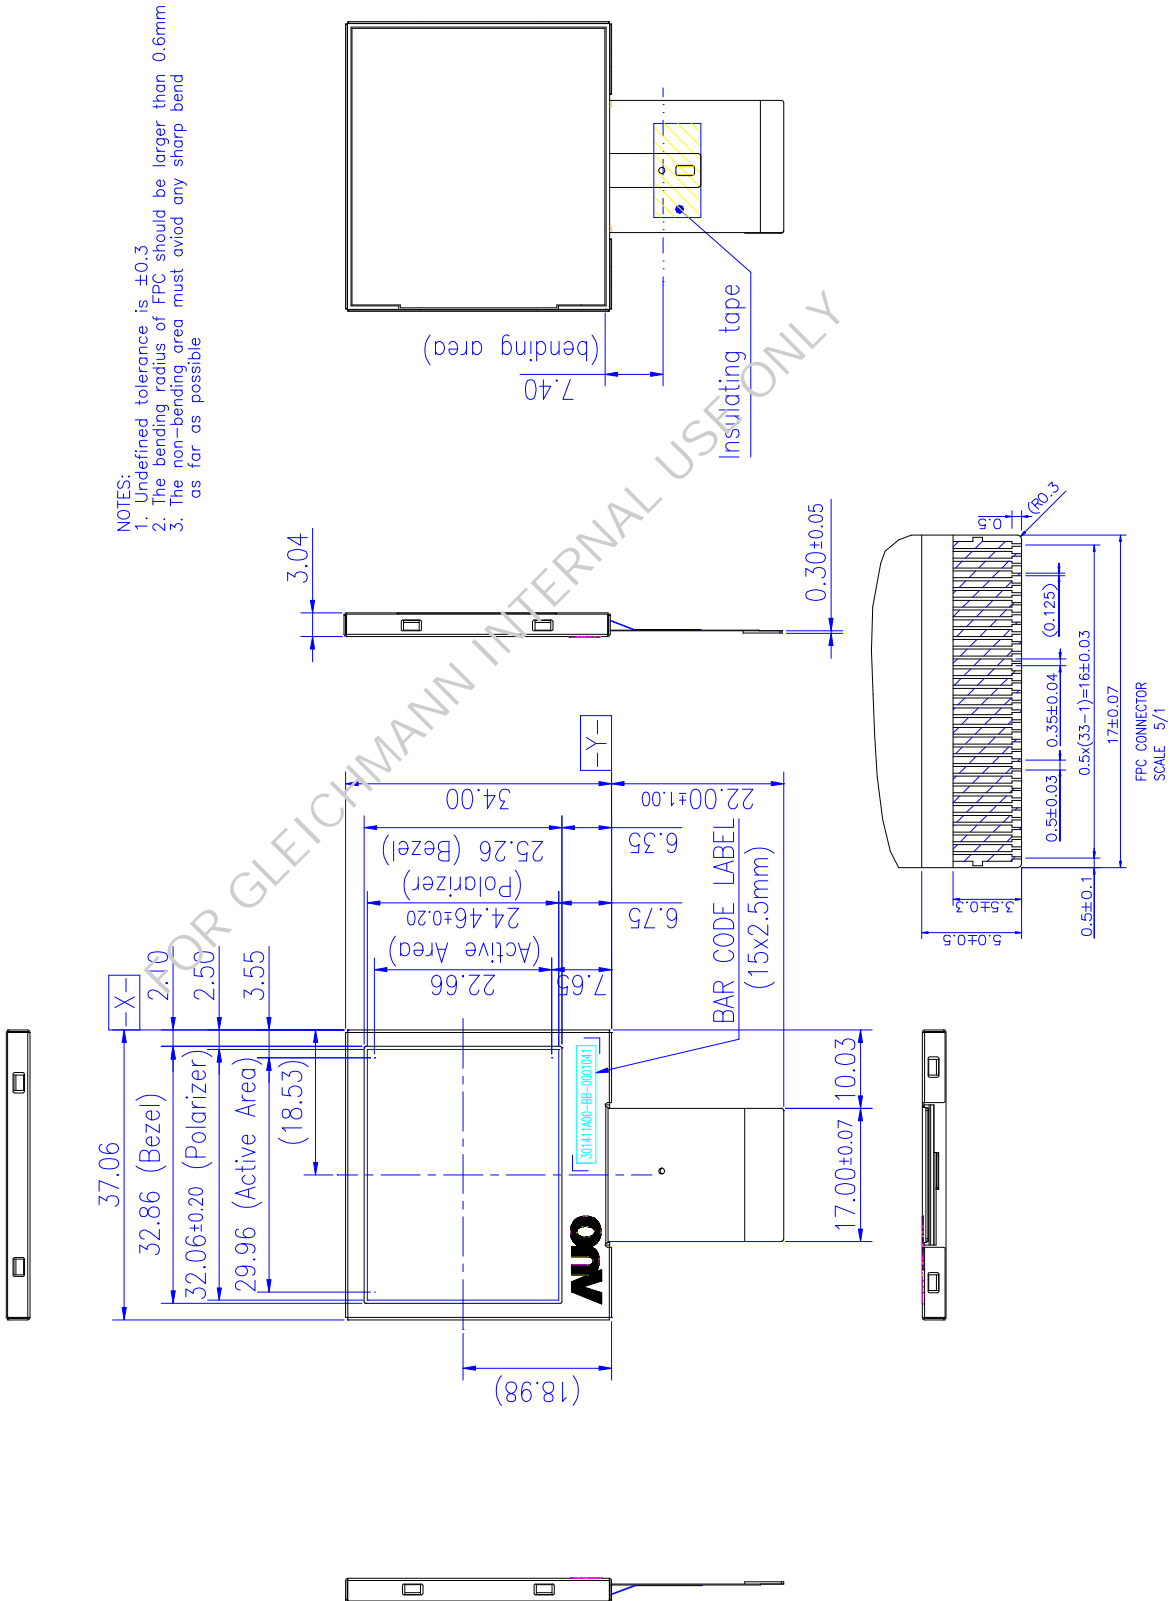 NOTES:
1. Undefined tolerance is ±0.3
2. The bending radius of FPC should be larger than 0.6mm
3. The non-bending area must aviod any sharp bend
as far as possible
7.40
(bending area)
Insulating tape
3.04
0.30±0.05
FOR GLEICHMANN INTERNAL USE ONLY
-X-
2.10
2.50
3.55
37.06
32.86 (Bezel)
32.06±0.20 (Polarizer)
29.96 (Active Area)
(18.53)
-Y-
34.00
22.00±1.00
25.26 (Bezel)
6.35
(Polarizer)
24.46±0.20
6.75
(Active Area)
22.66
7.65
BAR CODE LABEL
(15x2.5mm)
301411A00-BB-0001041
AUO
10.03
17.00±0.07
(18.98)
0.5
(R0.3
(0.125)
0.35±0.04
0.5±0.03
0.5x(33-1)=16±0.03
17±0.07
3.5±0.3
5.0±0.5
0.5±0.1
FPC CONNECTOR
SCALE 5/1